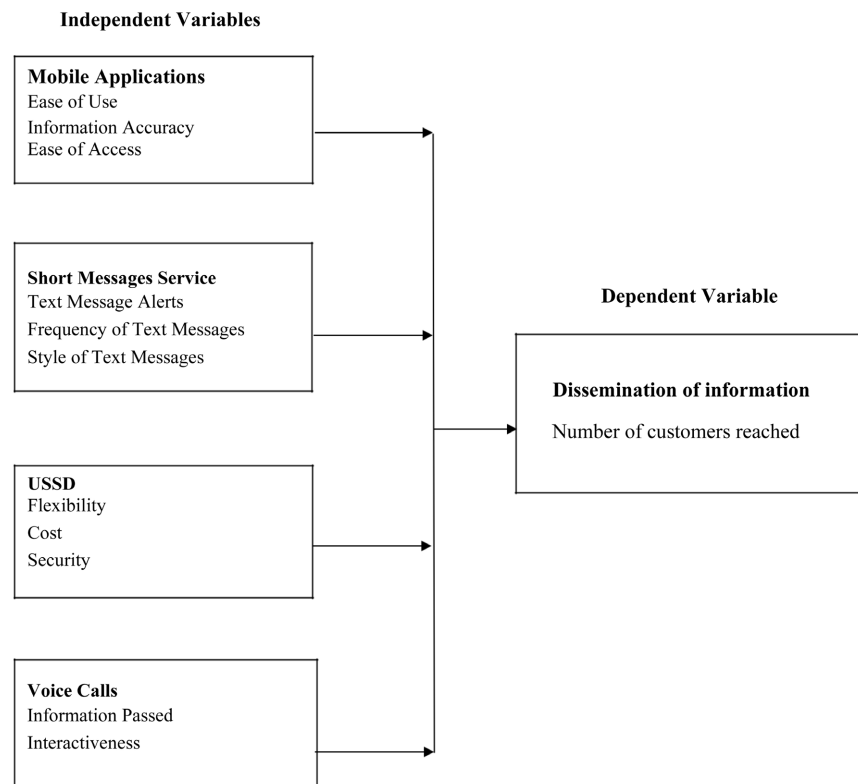 Independent Variables
Mobile Applications
Ease of Use
Information Accuracy
Ease of Access
Short Messages Service
Text Message Alerts
Frequency of Text Messages
Style of Text Messages
USSD
Flexibility
Cost
Security
Voice Calls
Information Passed
Interactiveness
Dependent Variable
Dissemination of information
Number of customers reached